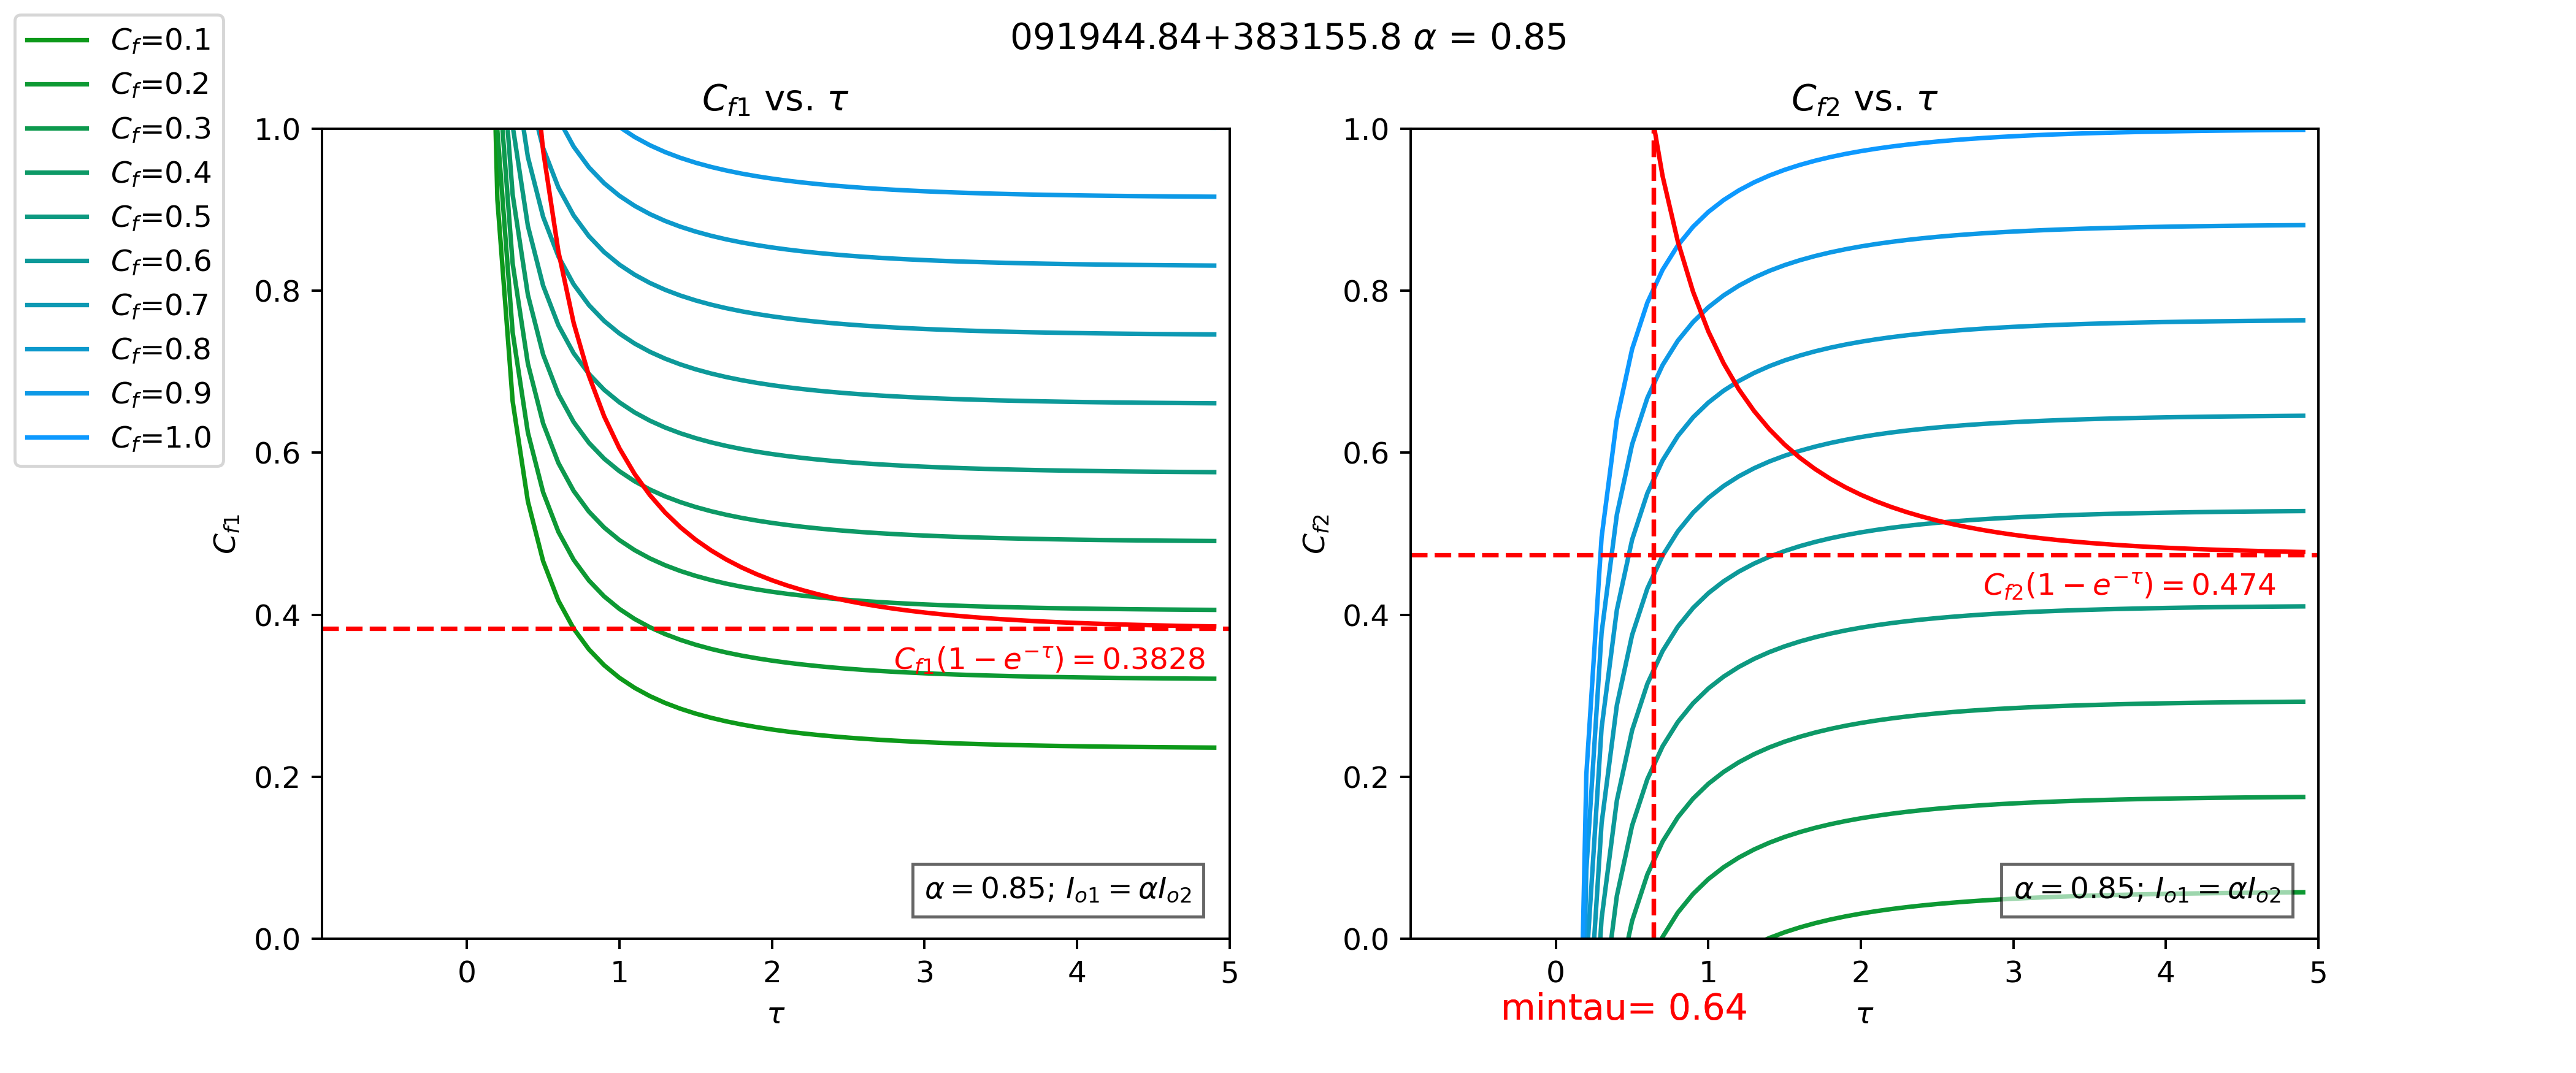 091944.84+383155.8 α = 0.85
C_f=0.1
C_f=0.2
C_f=0.3
C_f=0.4
C_f=0.5
C_f=0.6
C_f=0.7
C_f=0.8
C_f=0.9
C_f=1.0
C_f1 vs. τ
1.0
0.8
0.6
0.4
0.2
0.0
C_f1
C_f1(1 − e^−τ) = 0.3828
α = 0.85; I_o1 = αI_o2
0 1 2 3 4 5
τ
C_f2 vs. τ
1.0
0.8
0.6
0.4
0.2
0.0
C_f2
C_f2(1 − e^−τ) = 0.474
α = 0.85; I_o1 = αI_o2
0 1 2 3 4 5
mintau= 0.64
τ